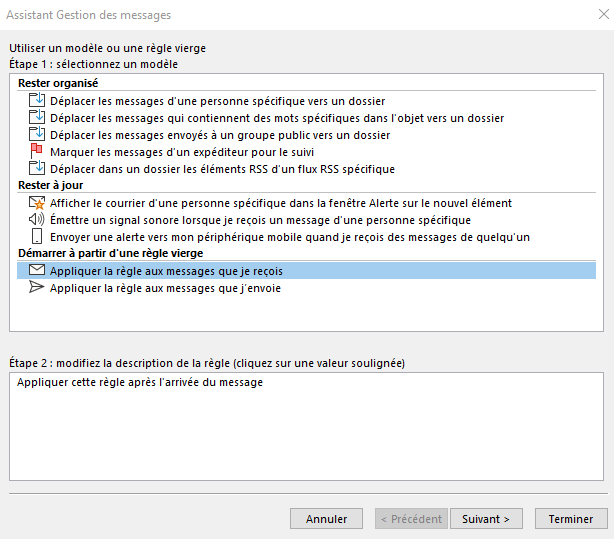 Assistant Gestion des messages
Utiliser un modèle ou une règle vierge
Étape 1 : sélectionnez un modèle
Rester organisé
Déplacer les messages d'une personne spécifique vers un dossier
Déplacer les messages qui contiennent des mots spécifiques dans l'objet vers un dossier
Déplacer les messages envoyés à un groupe public vers un dossier
Marquer les messages d'un expéditeur pour le suivi
Déplacer dans un dossier les éléments RSS d'un flux RSS spécifique
Rester à jour
Afficher le courrier d'une personne spécifique dans la fenêtre Alerte sur le nouvel élément
Émettre un signal sonore lorsque je reçois un message d'une personne spécifique
Envoyer une alerte vers mon périphérique mobile quand je reçois des messages de quelqu'un
Démarrer à partir d'une règle vierge
Appliquer la règle aux messages que je reçois
Appliquer la règle aux messages que j'envoie
Étape 2 : modifiez la description de la règle (cliquez sur une valeur soulignée)
Appliquer cette règle après l'arrivée du message
Annuler
< Précédent
Suivant >
Terminer